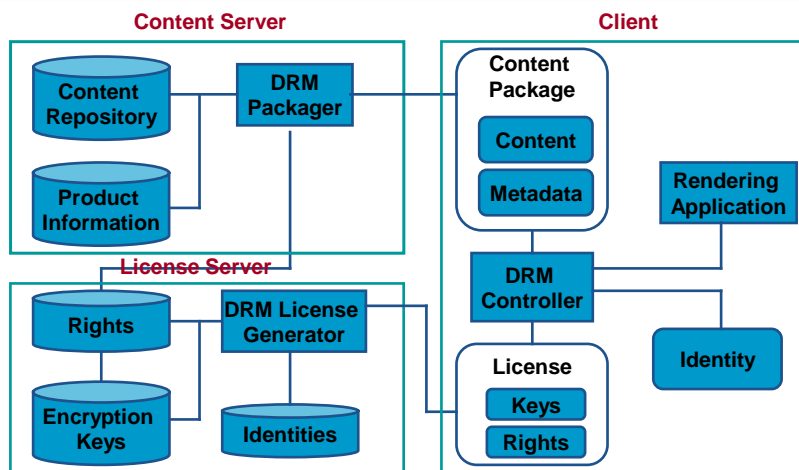 Content Server
Content
Repository
DRM
Packager
Product
Information
License Server
Rights
DRM License
Generator
Encryption
Keys
Identities
Client
Content
Package
Content
Metadata
Rendering
Application
DRM
Controller
Identity
License
Keys
Rights